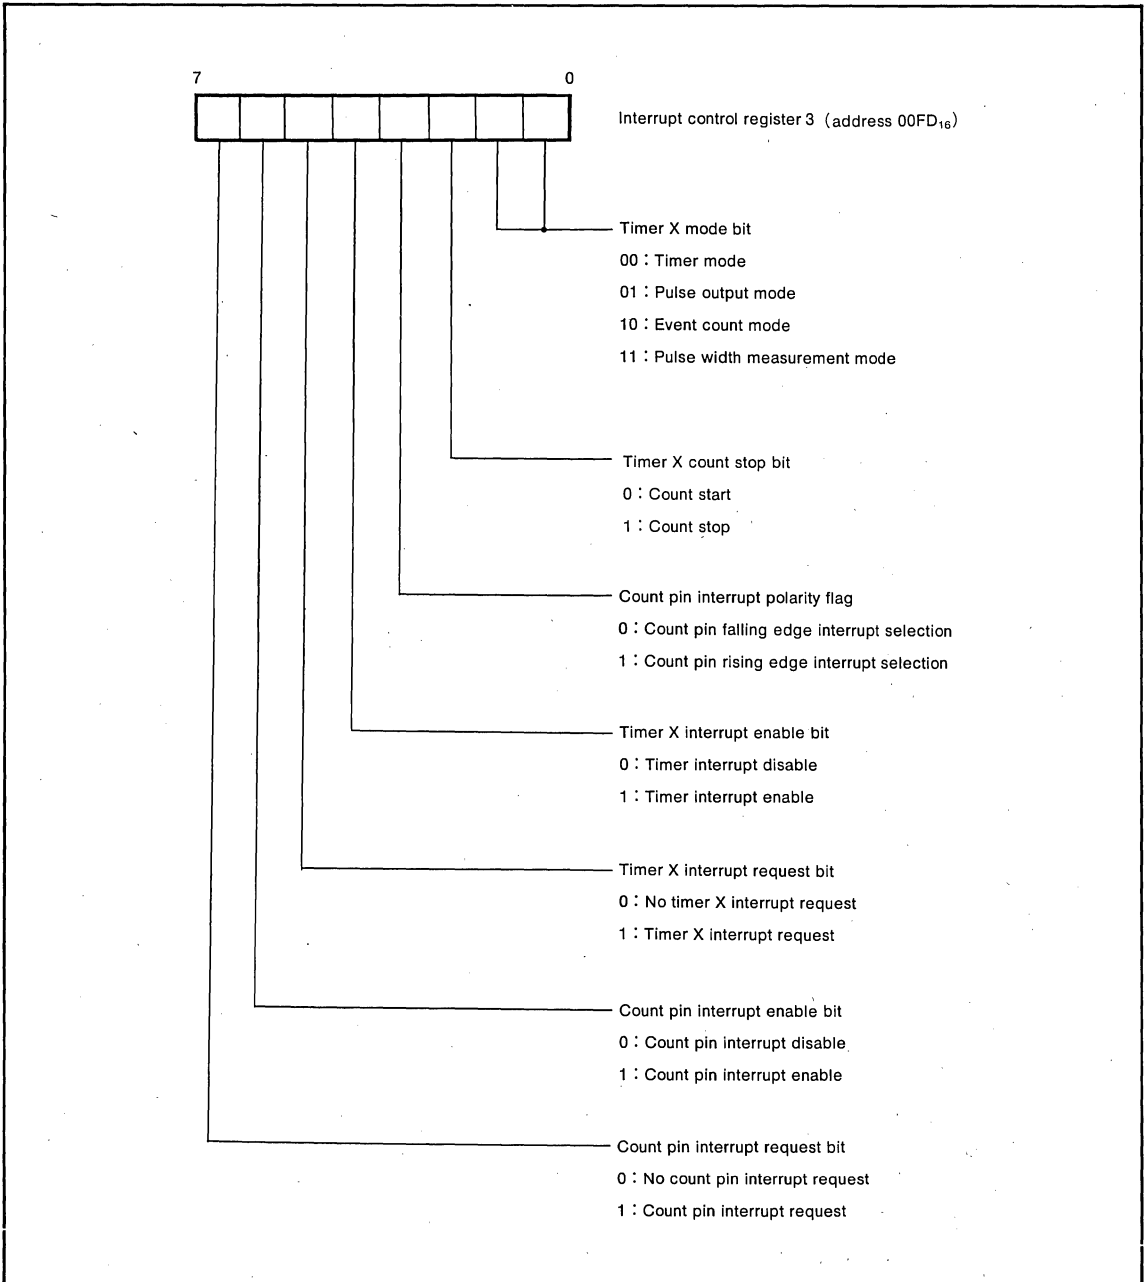 7 0
Interrupt control register 3 (address 00FD₁₆)
Timer X mode bit
00 : Timer mode
01 : Pulse output mode
10 : Event count mode
11 : Pulse width measurement mode
Timer X count stop bit
0 : Count start
1 : Count stop
Count pin interrupt polarity flag
0 : Count pin falling edge interrupt selection
1 : Count pin rising edge interrupt selection
Timer X interrupt enable bit
0 : Timer interrupt disable
1 : Timer interrupt enable
Timer X interrupt request bit
0 : No timer X interrupt request
1 : Timer X interrupt request
Count pin interrupt enable bit
0 : Count pin interrupt disable
1 : Count pin interrupt enable
Count pin interrupt request bit
0 : No count pin interrupt request
1 : Count pin interrupt request